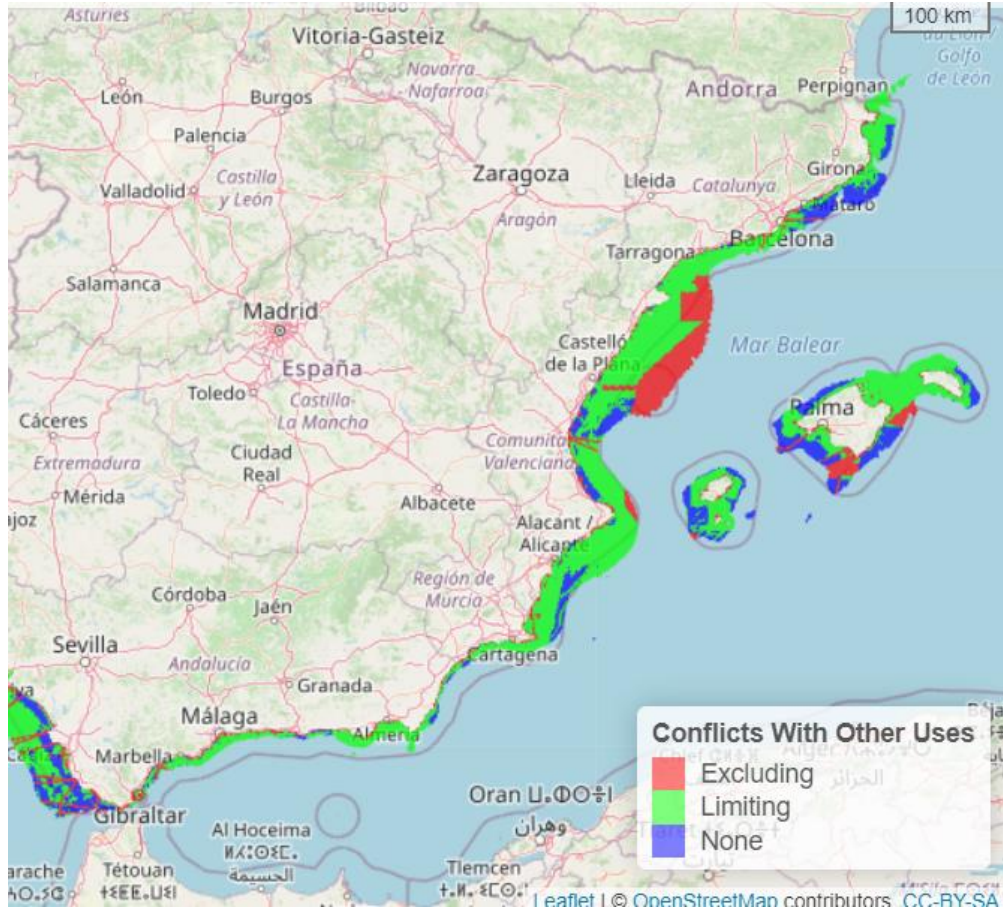 Asturies
Bilbao
100 km
Vitoria-Gasteiz
Golfo
de León
León
Burgos
Navarra
- Nafarroa
Andorra
Perpignan
Palencia
Girona
Valladolid
Castilla
y León
Zaragoza
Lleida
Catalunya
Mataró
Aragón
Barcelona
Tarragona
Salamanca
Madrid
Castelló
de la Plana
Mar Balear
España
Toledo
Castilla-
La Mancha
Palma
Cáceres
Comunitat
Valenciana
Extremadura
Ciudad
Real
Albacete
Mérida
ajoz
Alacant /
Alicante
Región de
Murcia
Córdoba
Jaén
Sevilla
Cartagena
Andalucía
Granada
Málaga
Almería
Marbella
Gibraltar
Conflicts With Other Uses
Excluding
Limiting
None
Oran ⵡⴰⵀⵔⴰⵏ
وهران
Al Hoceima
الحسيمة
Tétouan
Tlemcen
arache
Leaflet | © OpenStreetMap contributors, CC-BY-SA